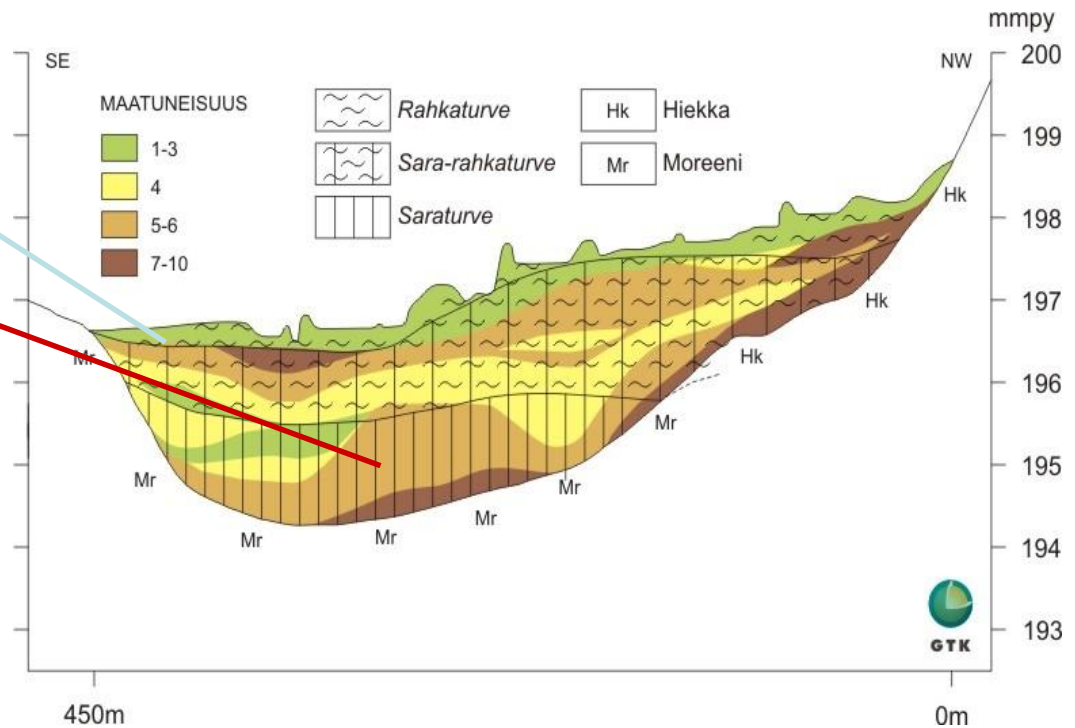 mmpy
SE
NW
200
MAATUNEISUUS
1-3
4
5-6
7-10
Rahkaturve
Sara-rahkaturve
Saraturve
Hk Hiekka
Mr Moreeni
199
Hk
198
Hk
197
Mr
Hk
196
Mr
Mr
195
Mr
Mr
Mr
Mr
194
GTK
193
450m
0m